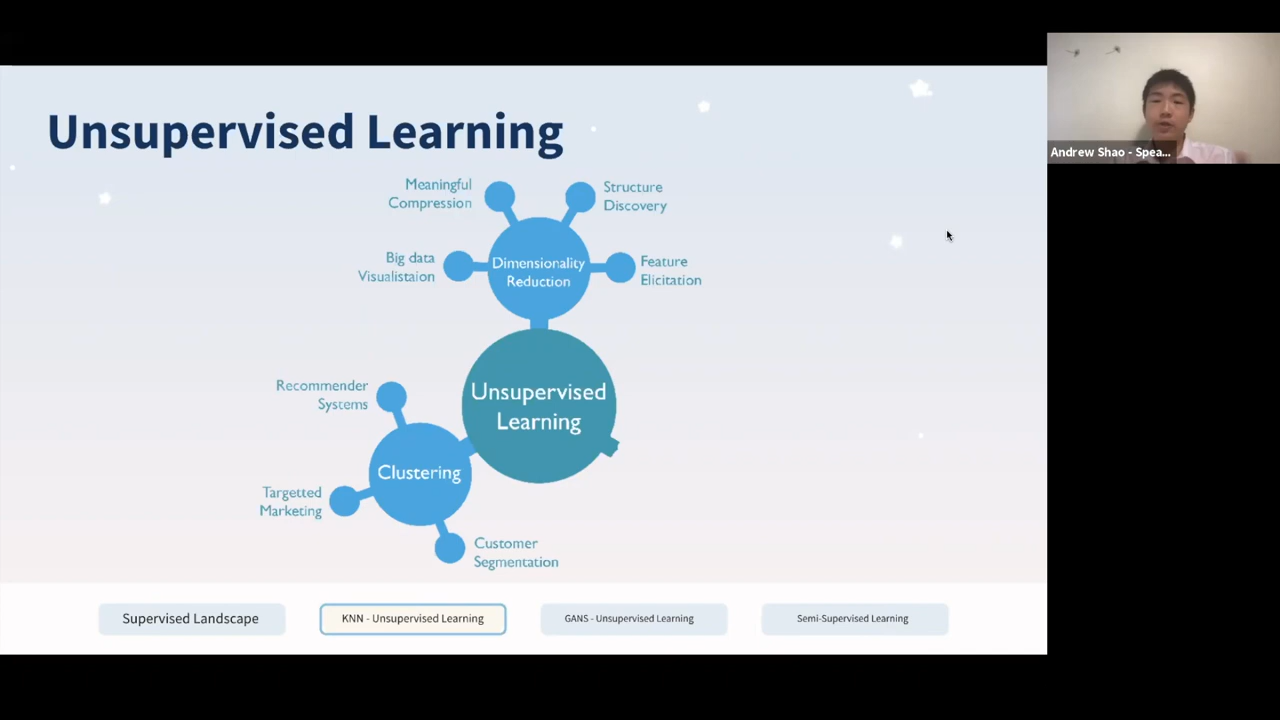 Unsupervised Learning
Meaningful
Compression
Structure
Discovery
Big data
Visualistaion
Dimensionality
Reduction
Feature
Elicitation
Unsupervised
Learning
Recommender
Systems
Clustering
Targetted
Marketing
Customer
Segmentation
Supervised Landscape
KNN - Unsupervised Learning
GANS - Unsupervised Learning
Semi-Supervised Learning
Andrew Shao - Spea...